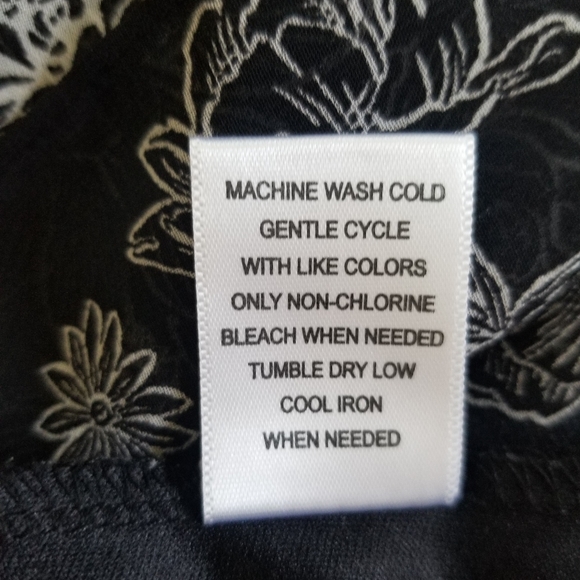 MACHINE WASH COLD
GENTLE CYCLE
WITH LIKE COLORS
ONLY NON-CHLORINE
BLEACH WHEN NEEDED
TUMBLE DRY LOW
COOL IRON
WHEN NEEDED